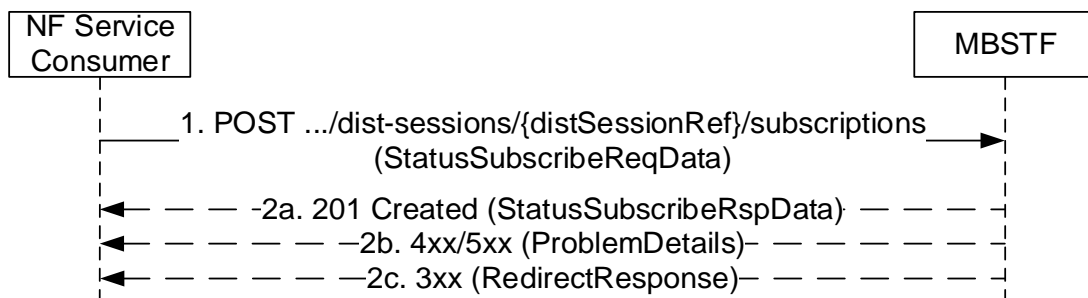 NF Service
Consumer
MBSTF
1. POST .../dist-sessions/{distSessionRef}/subscriptions
(StatusSubscribeReqData)
2a. 201 Created (StatusSubscribeRspData)
2b. 4xx/5xx (ProblemDetails)
2c. 3xx (RedirectResponse)